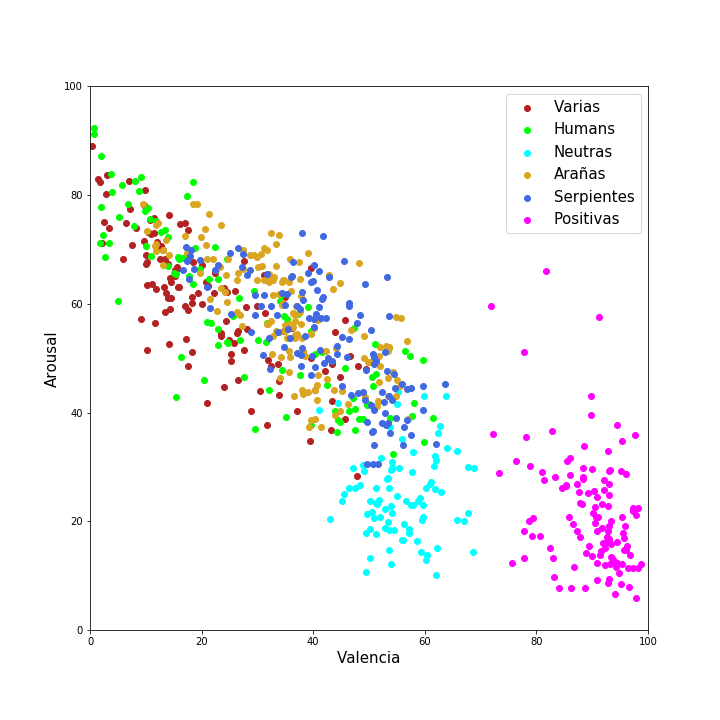 100
80
60
40
20
0
0
20
40
60
80
100
Arousal
Valencia
Varias
Humans
Neutras
Arañas
Serpientes
Positivas